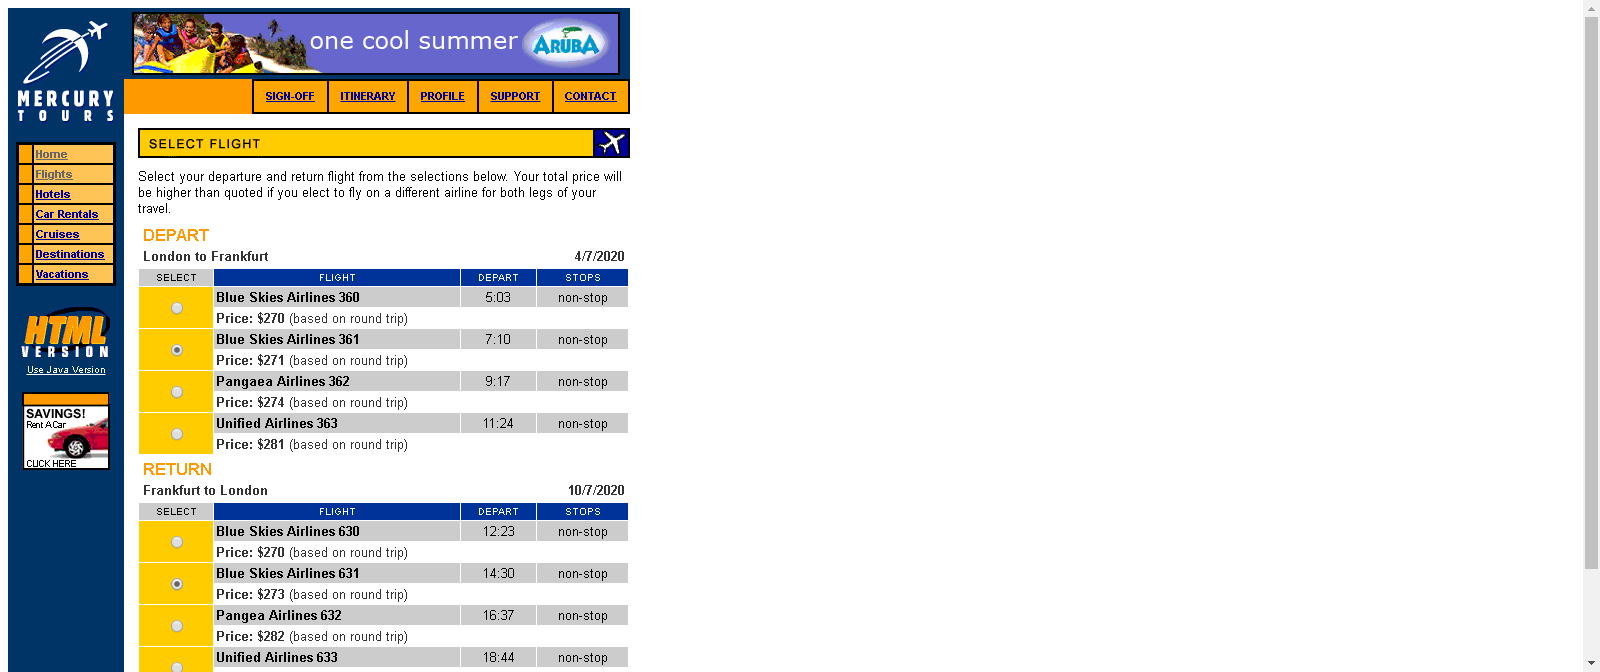 one cool summer ARUBA
MERCURY
TOURS
SIGN-OFF ITINERARY PROFILE SUPPORT CONTACT
Home
Flights
Hotels
Car Rentals
Cruises
Destinations
Vacations
HTML
VERSION
Use Java Version
SAVINGS!
Rent A Car
CLICK HERE
SELECT FLIGHT
Select your departure and return flight from the selections below. Your total price will
be higher than quoted if you elect to fly on a different airline for both legs of your
travel.
DEPART
London to Frankfurt 4/7/2020
SELECT FLIGHT DEPART STOPS
Blue Skies Airlines 360 5:03 non-stop
Price: $270 (based on round trip)
Blue Skies Airlines 361 7:10 non-stop
Price: $271 (based on round trip)
Pangaea Airlines 362 9:17 non-stop
Price: $274 (based on round trip)
Unified Airlines 363 11:24 non-stop
Price: $281 (based on round trip)
RETURN
Frankfurt to London 10/7/2020
SELECT FLIGHT DEPART STOPS
Blue Skies Airlines 630 12:23 non-stop
Price: $270 (based on round trip)
Blue Skies Airlines 631 14:30 non-stop
Price: $273 (based on round trip)
Pangea Airlines 632 16:37 non-stop
Price: $282 (based on round trip)
Unified Airlines 633 18:44 non-stop